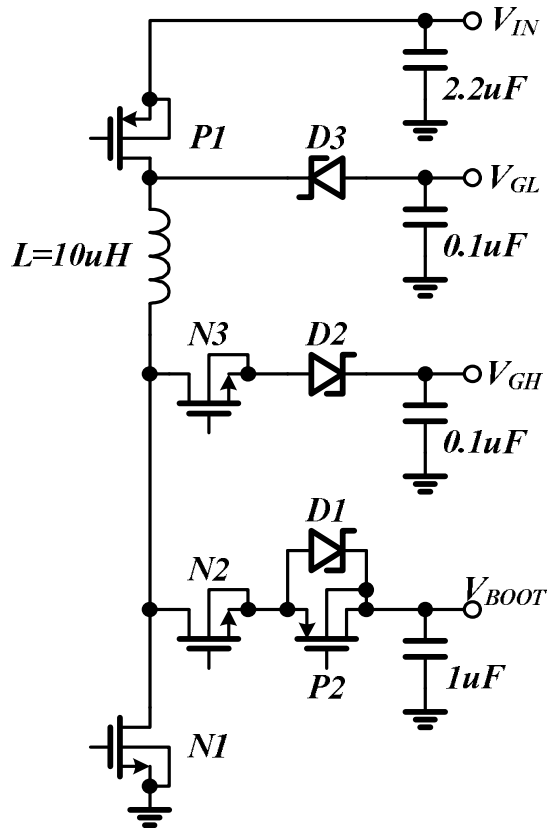 V_IN
2.2uF
P1
D3
V_GL
L=10uH
0.1uF
N3
D2
V_GH
0.1uF
D1
N2
V_BOOT
P2
1uF
N1